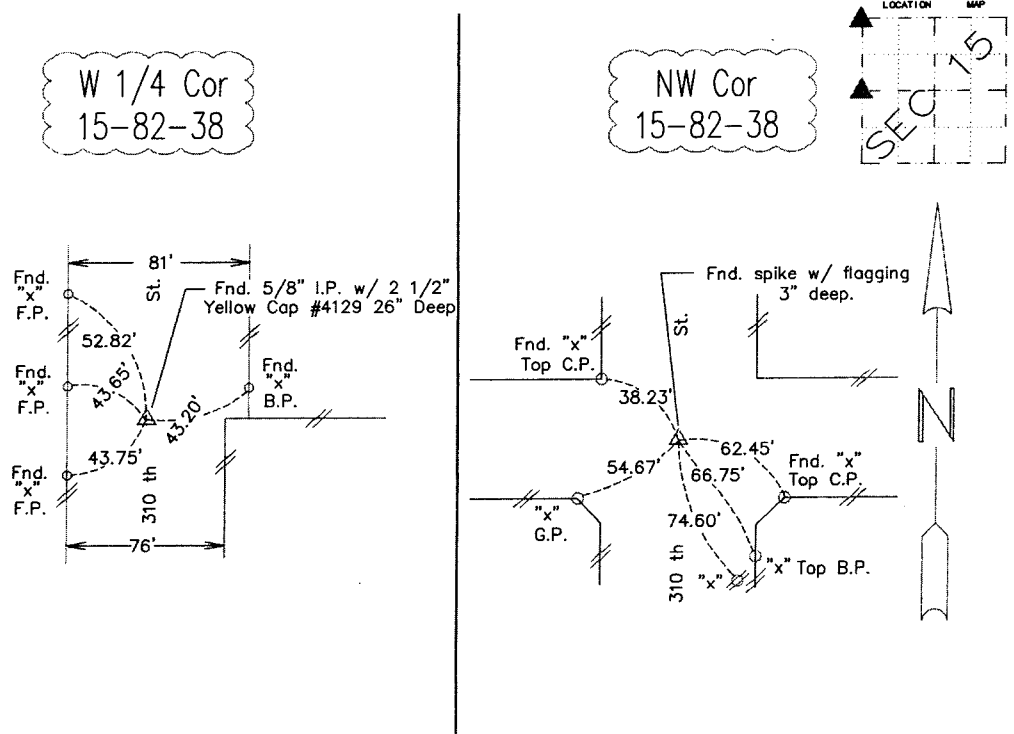 LOCATION MAP
SEC 15
W 1/4 Cor
15-82-38
81'
St.
Fnd. 5/8" I.P. w/ 2 1/2"
Yellow Cap #4129 26" Deep
Fnd.
"x"
F.P.
52.82'
Fnd.
"x"
F.P.
43.65'
43.20'
Fnd.
"x"
B.P.
43.75'
Fnd.
"x"
F.P.
310 th
76'
NW Cor
15-82-38
Fnd. spike w/ flagging
3" deep.
St.
Fnd. "x"
Top C.P.
38.23'
54.67'
62.45'
66.75'
74.60'
Fnd. "x"
Top C.P.
"x"
G.P.
310 th
"x"
"x" Top B.P.
N